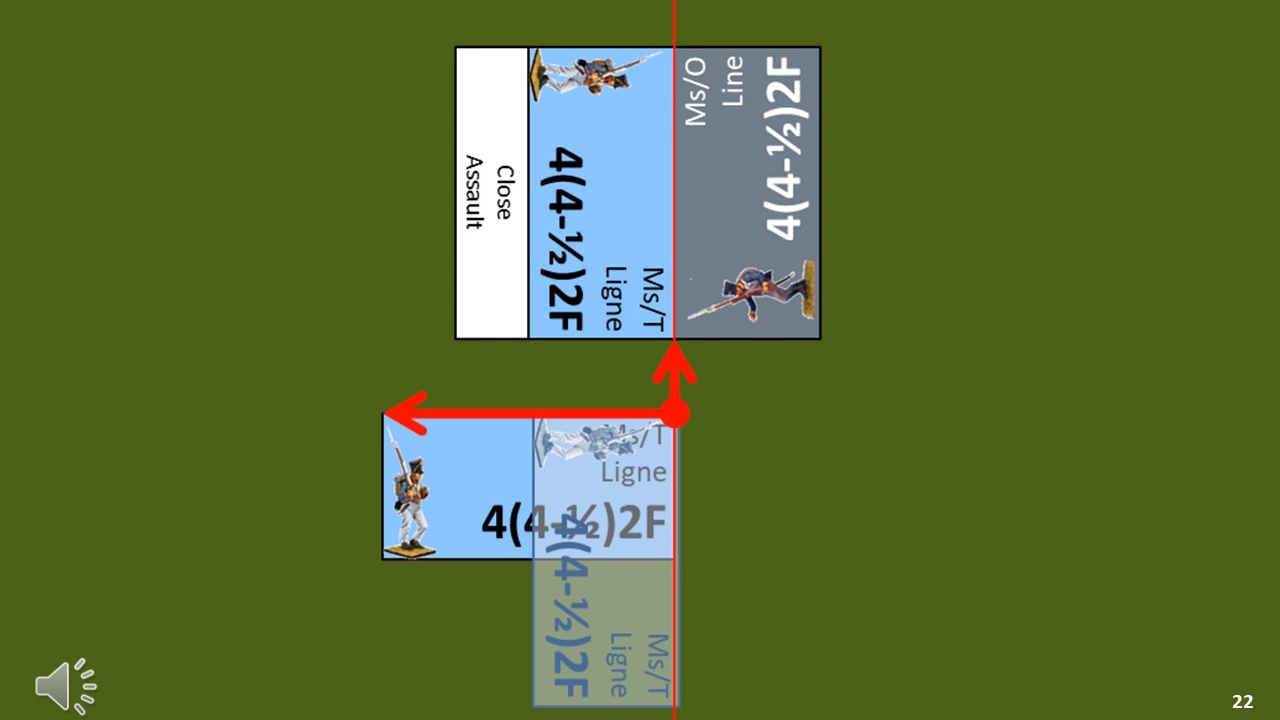 Close
Assault
4(4-½)2F
Ligne
Ms/T
Ms/O
Line
4(4-½)2F
Ms/T
Ligne
4(4-½)2F
4(4-½)2F
Ligne
Ms/T
22